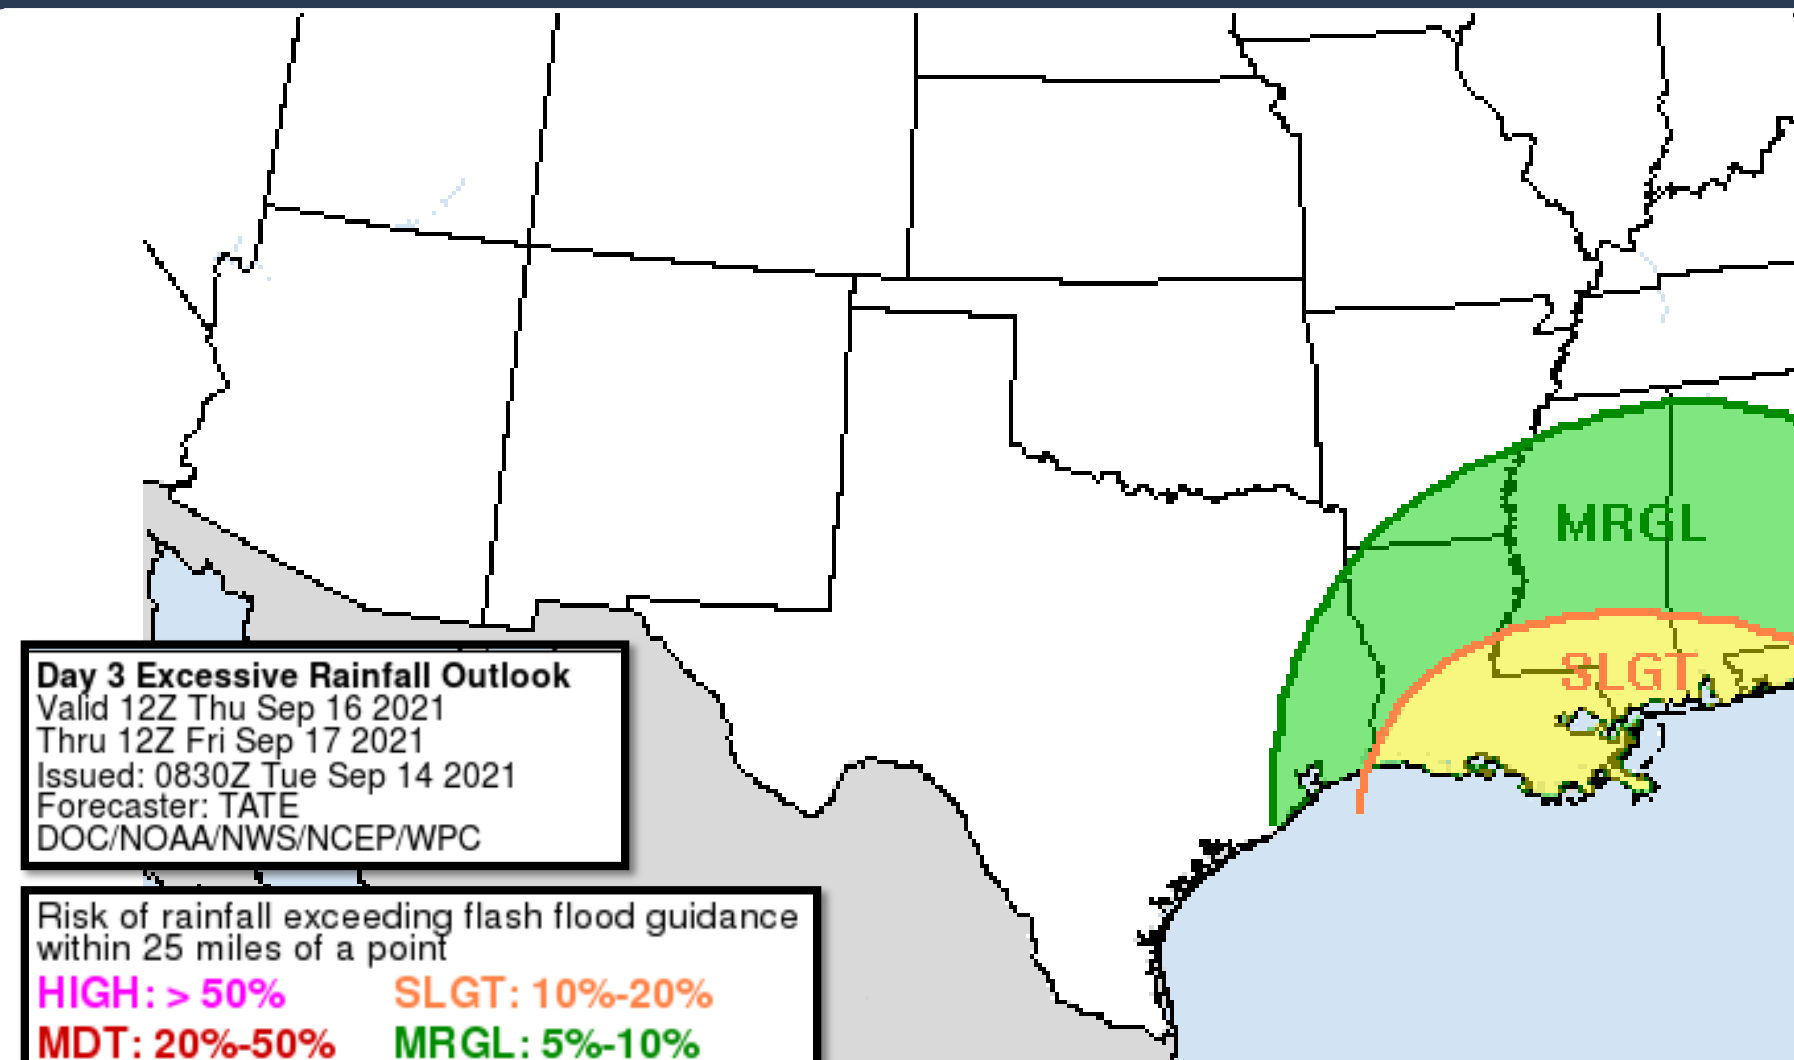 MRGL
SLGT
Day 3 Excessive Rainfall Outlook
Valid 12Z Thu Sep 16 2021
Thru 12Z Fri Sep 17 2021
Issued: 0830Z Tue Sep 14 2021
Forecaster: TATE
DOC/NOAA/NWS/NCEP/WPC
Risk of rainfall exceeding flash flood guidance
within 25 miles of a point
HIGH: > 50% SLGT: 10%-20%
MDT: 20%-50% MRGL: 5%-10%